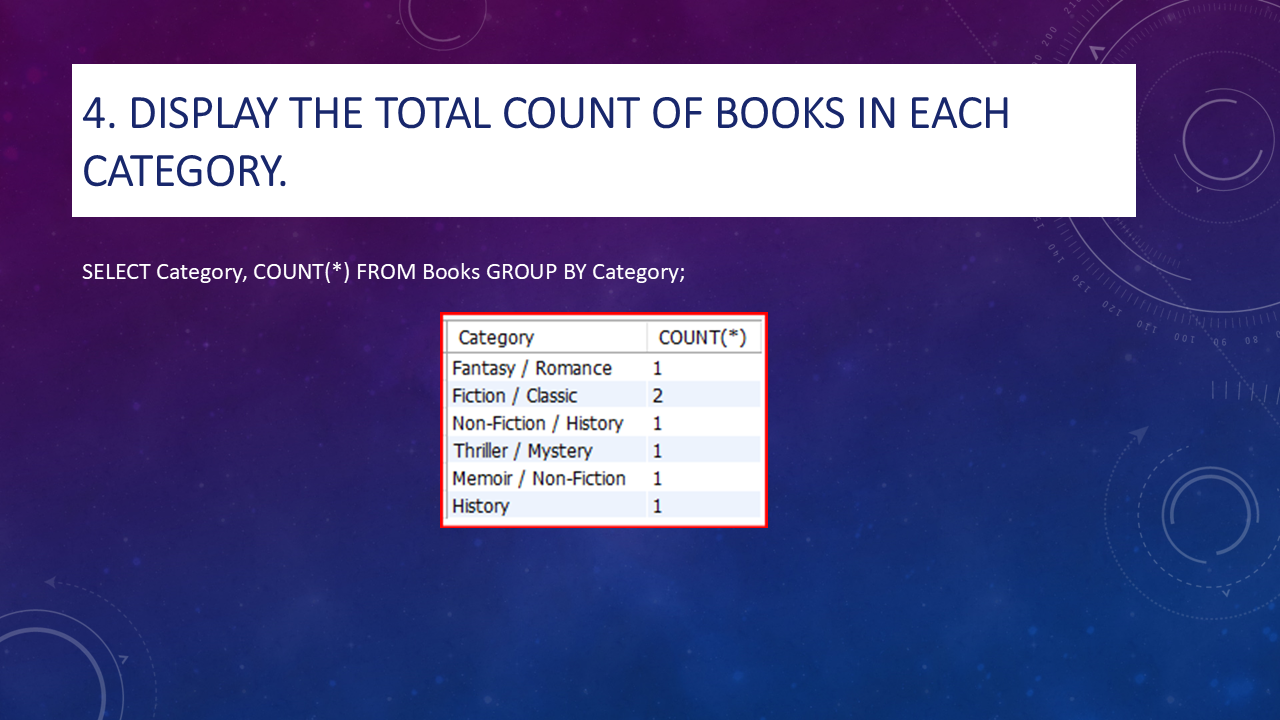 4. DISPLAY THE TOTAL COUNT OF BOOKS IN EACH
CATEGORY.
SELECT Category, COUNT(*) FROM Books GROUP BY Category;
Category COUNT(*)
Fantasy / Romance 1
Fiction / Classic 2
Non-Fiction / History 1
Thriller / Mystery 1
Memoir / Non-Fiction 1
History 1